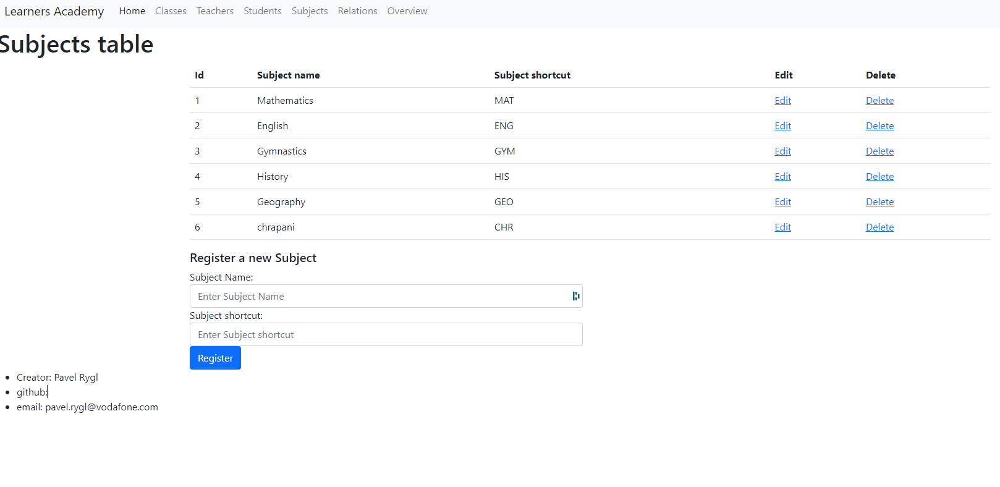 Learners Academy Home Classes Teachers Students Subjects Relations Overview
Subjects table
Id Subject name Subject shortcut Edit Delete
1 Mathematics MAT Edit Delete
2 English ENG Edit Delete
3 Gymnastics GYM Edit Delete
4 History HIS Edit Delete
5 Geography GEO Edit Delete
6 chrapani CHR Edit Delete
Register a new Subject
Subject Name:
Enter Subject Name
Subject shortcut:
Enter Subject shortcut
Register
Creator: Pavel Rygl
github:
email: pavel.rygl@vodafone.com